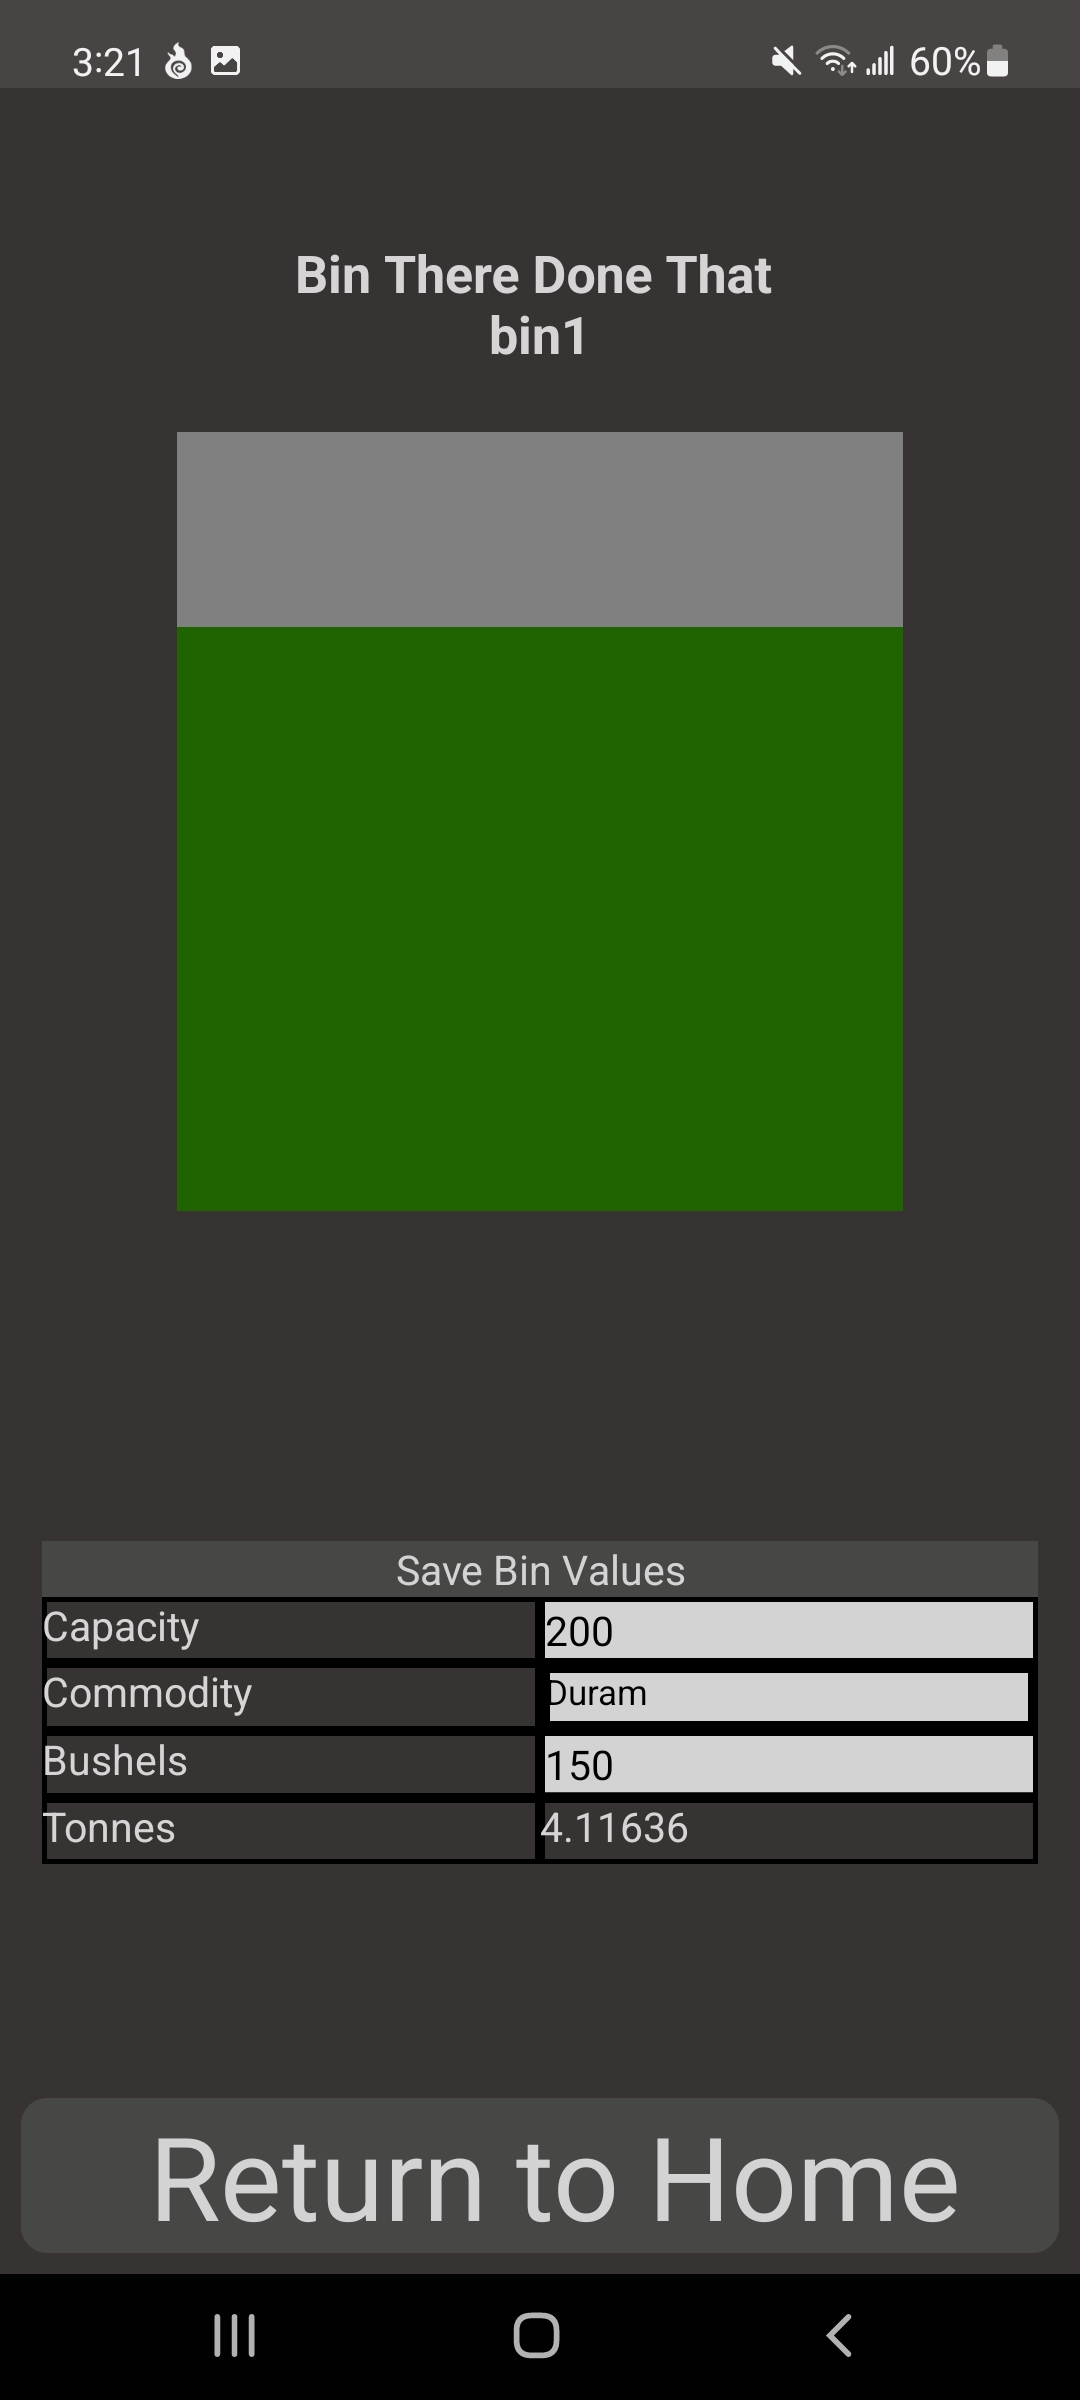 3:21 60%
Bin There Done That
bin1
Save Bin Values
Capacity 200
Commodity Duram
Bushels 150
Tonnes 4.11636
Return to Home